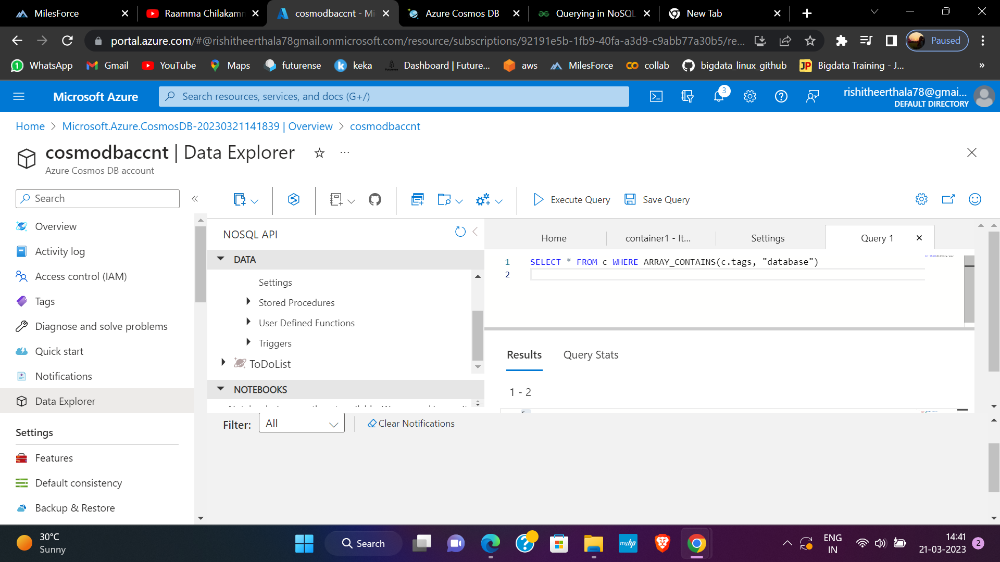 MilesForce
Raamma Chilakamm
cosmodbaccnt - Mi
Azure Cosmos DB
Querying in NoSQL
New Tab
portal.azure.com/#@rishitheerthala78gmail.onmicrosoft.com/resource/subscriptions/92191e5b-1fb9-40fa-a3d9-c9abb77a30b5/re...
Paused
WhatsApp
Gmail
YouTube
Maps
futurense
keka
Dashboard | Future...
aws
MilesForce
collab
bigdata_linux_github
Bigdata Training - J...
»
Microsoft Azure
Search resources, services, and docs (G+/)
3
rishitheerthala78@gmai...
DEFAULT DIRECTORY
Home > Microsoft.Azure.CosmosDB-20230321141839 | Overview > cosmodbaccnt
cosmodbaccnt | Data Explorer
...
Azure Cosmos DB account
Search
«
Execute Query
Save Query
Overview
Activity log
Access control (IAM)
Tags
Diagnose and solve problems
Quick start
Notifications
Data Explorer
Settings
Features
Default consistency
Backup & Restore
NOSQL API
DATA
Settings
Stored Procedures
User Defined Functions
Triggers
ToDoList
NOTEBOOKS
Filter:
All
Clear Notifications
Home
container1 - It...
Settings
Query 1
1 SELECT * FROM c WHERE ARRAY_CONTAINS(c.tags, "database")
2
Results
Query Stats
1 - 2
30°C
Sunny
Search
myhp
ENG
IN
14:41
21-03-2023
2